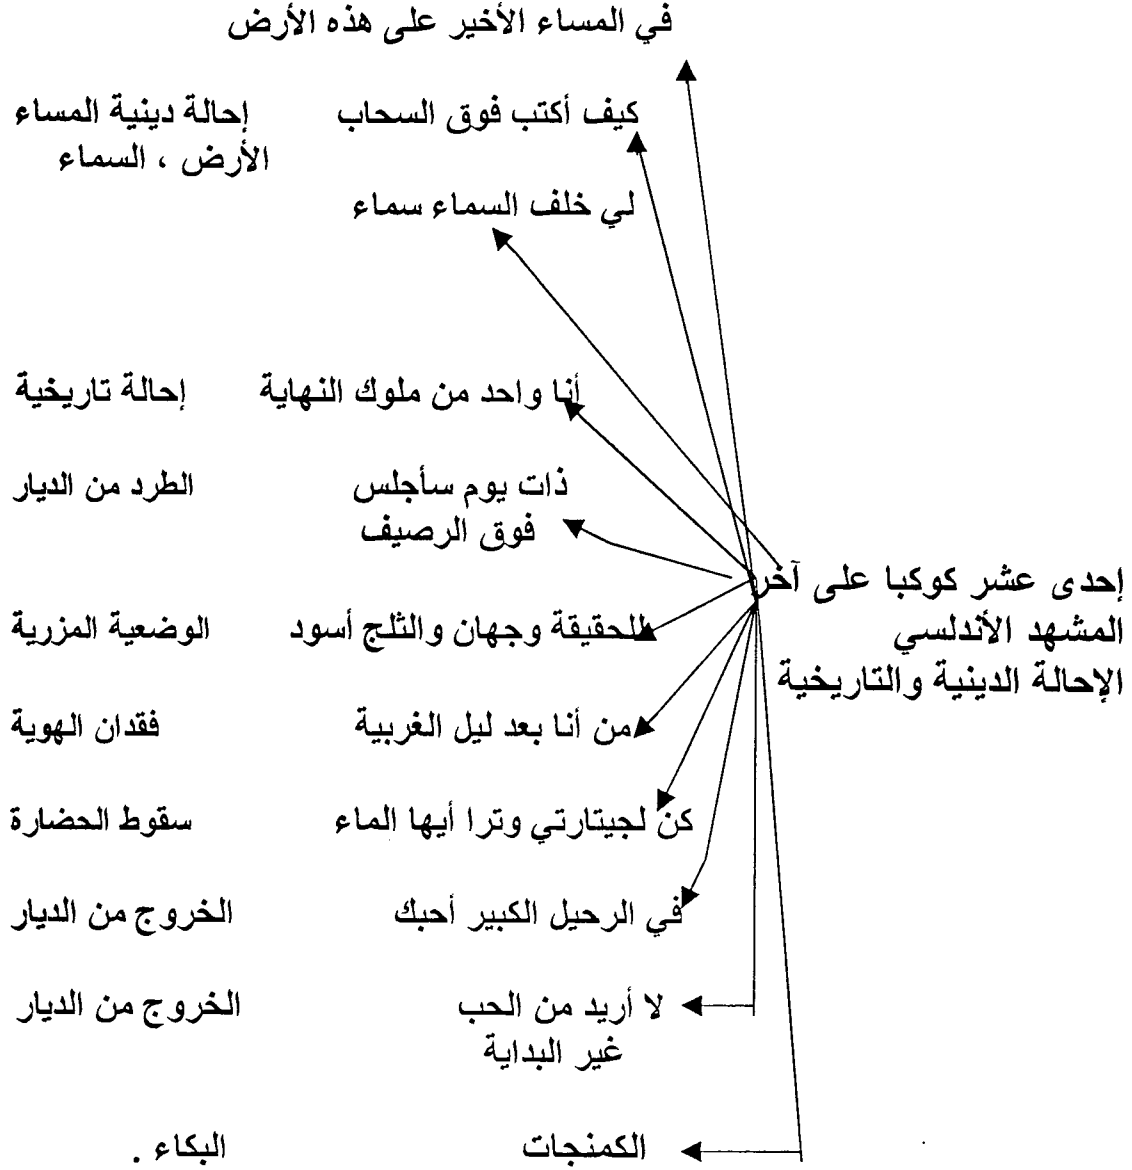 في المساء الأخير على هذه الأرض
كيف أكتب فوق السحاب إحالة دينية المساء
الأرض ، السماء
لي خلف السماء سماء
أنا واحد من ملوك النهاية إحالة تاريخية
ذات يوم سأجلس الطرد من الديار
فوق الرصيف
إحدى عشر كوكبا على آخر
المشهد الأندلسي
الإحالة الدينية والتاريخية
للحقيقة وجهان والثلج أسود الوضعية المزرية
من أنا بعد ليل الغريبة فقدان الهوية
كن لجيتارتي وترا أيها الماء سقوط الحضارة
في الرحيل الكبير أحبك الخروج من الديار
لا أريد من الحب الخروج من الديار
غير البداية
الكمنجات البكاء .